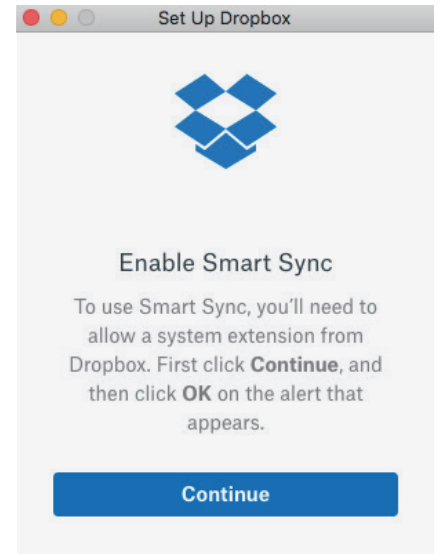 Set Up Dropbox
Enable Smart Sync
To use Smart Sync, you'll need to
allow a system extension from
Dropbox. First click Continue, and
then click OK on the alert that
appears.
Continue